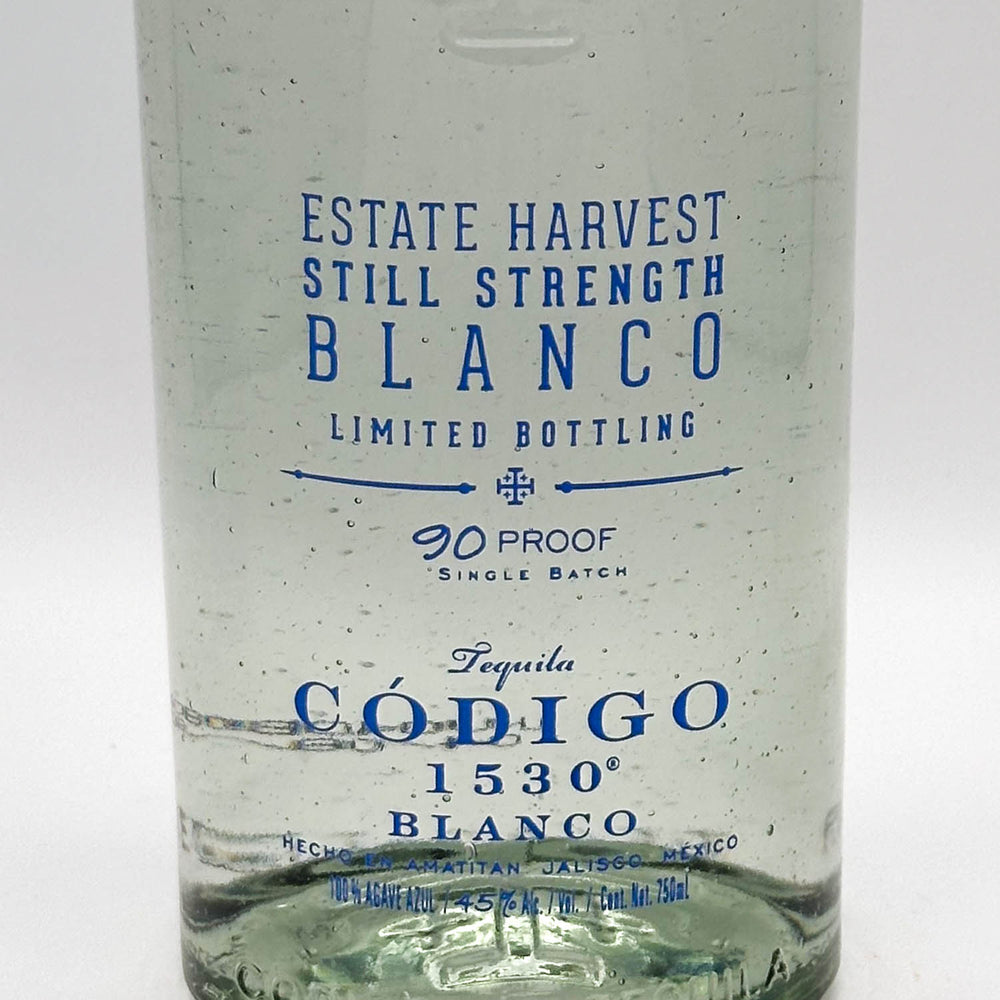 ESTATE HARVEST
STILL STRENGTH
BLANCO
LIMITED BOTTLING
90 PROOF
SINGLE BATCH
Tequila
CÓDIGO
1530®
BLANCO
HECHO EN AMATITAN JALISCO MÉXICO
100% AGAVE AZUL / 45% Alc. / Vol. / Cont. Net. 750ml